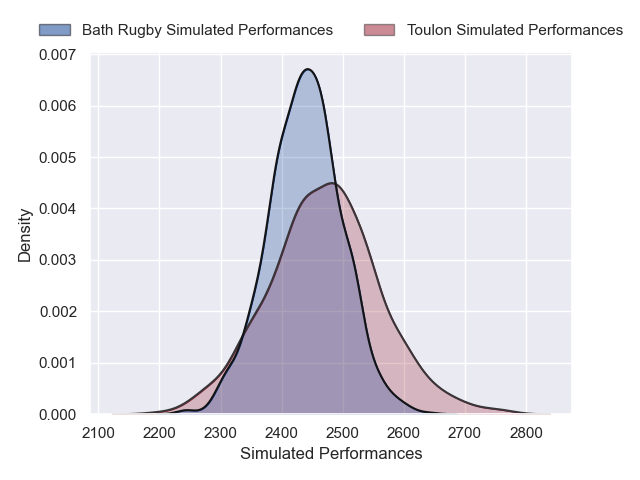 Bath Rugby Simulated Performances Toulon Simulated Performances
0.007
0.006
0.005
0.004
0.003
0.002
0.001
0.000
Density
2100 2200 2300 2400 2500 2600 2700 2800
Simulated Performances